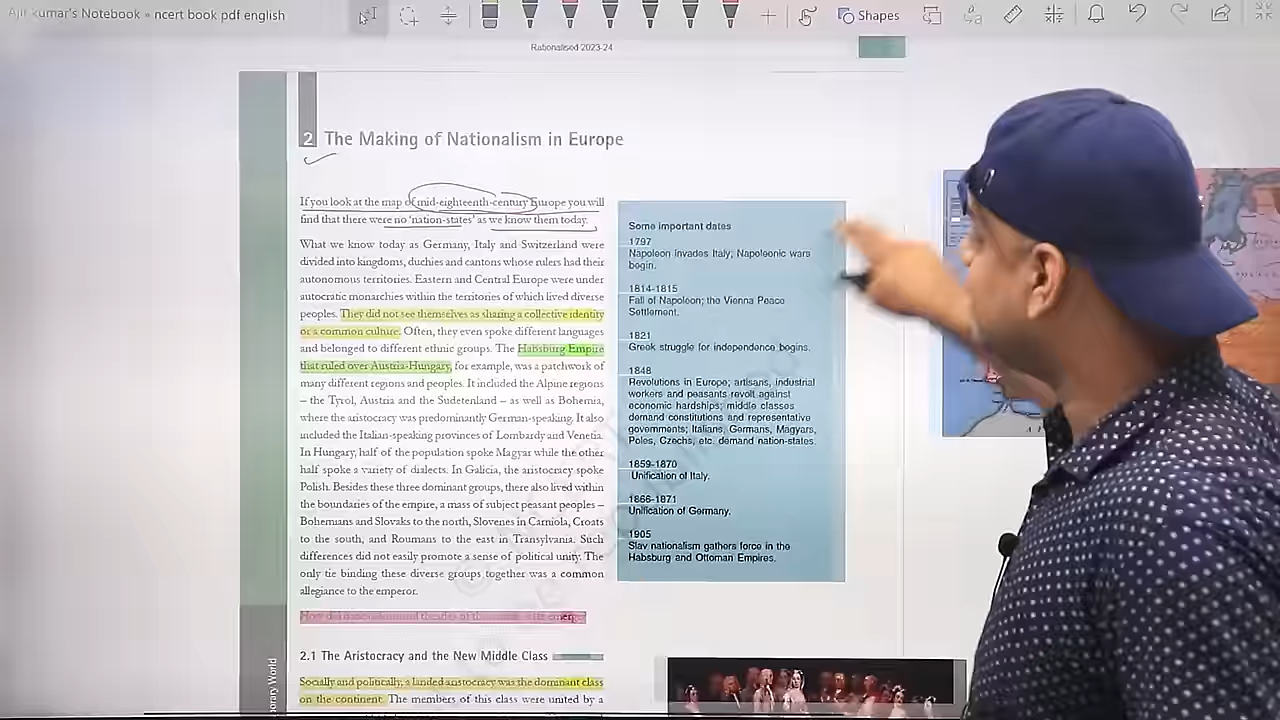 Ajit Kumar's Notebook » ncert book pdf english
Shapes
Rationalised 2023-24
2 The Making of Nationalism in Europe
If you look at the map of mid-eighteenth-century Europe you will
find that there were no 'nation-states' as we know them today.
What we know today as Germany, Italy and Switzerland were
divided into kingdoms, duchies and cantons whose rulers had their
autonomous territories. Eastern and Central Europe were under
autocratic monarchies within the territories of which lived diverse
peoples. They did not see themselves as sharing a collective identity
or a common culture. Often, they even spoke different languages
and belonged to different ethnic groups. The Habsburg Empire
that ruled over Austria-Hungary, for example, was a patchwork of
many different regions and peoples. It included the Alpine regions
– the Tyrol, Austria and the Sudetenland – as well as Bohemia,
where the aristocracy was predominantly German-speaking. It also
included the Italian-speaking provinces of Lombardy and Venetia.
In Hungary, half of the population spoke Magyar while the other
half spoke a variety of dialects. In Galicia, the aristocracy spoke
Polish. Besides these three dominant groups, there also lived within
the boundaries of the empire, a mass of subject peasant peoples –
Bohemians and Slovaks to the north, Slovenes in Carniola, Croats
to the south, and Roumans to the east in Transylvania. Such
differences did not easily promote a sense of political unity. The
only tie binding these diverse groups together was a common
allegiance to the emperor.
How did nationalism and the idea of the emerge
2.1 The Aristocracy and the New Middle Class
Socially and politically, a landed aristocracy was the dominant class
on the continent. The members of this class were united by a
Some important dates
1797
Napoleon invades Italy; Napoleonic wars
begin.
1814-1815
Fall of Napoleon; the Vienna Peace
Settlement.
1821
Greek struggle for independence begins.
1848
Revolutions in Europe; artisans, industrial
workers and peasants revolt against
economic hardships; middle classes
demand constitutions and representative
governments; Italians, Germans, Magyars,
Poles, Czechs, etc. demand nation-states.
1859-1870
Unification of Italy.
1866-1871
Unification of Germany.
1905
Slav nationalism gathers force in the
Habsburg and Ottoman Empires.
World